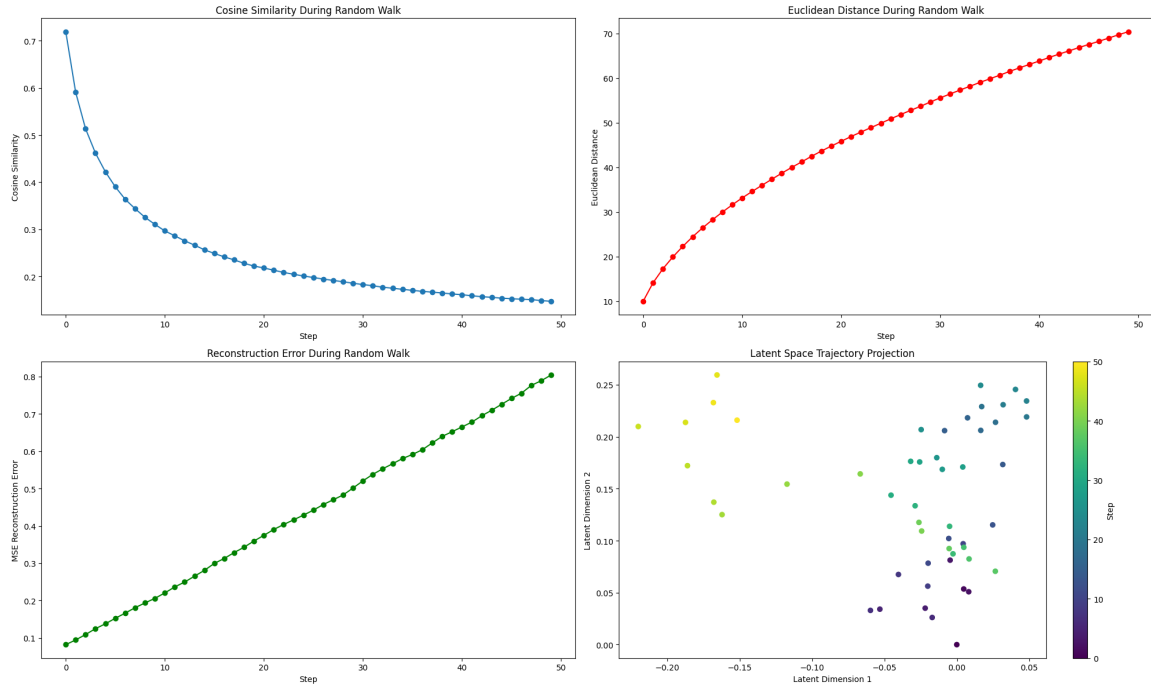 Cosine Similarity During Random Walk
Cosine Similarity
0.7
0.6
0.5
0.4
0.3
0.2
0 10 20 30 40 50
Step
Euclidean Distance During Random Walk
Euclidean Distance
70
60
50
40
30
20
10
0 10 20 30 40 50
Step
Reconstruction Error During Random Walk
MSE Reconstruction Error
0.8
0.7
0.6
0.5
0.4
0.3
0.2
0.1
0 10 20 30 40 50
Step
Latent Space Trajectory Projection
Latent Dimension 2
0.25
0.20
0.15
0.10
0.05
0.00
−0.20 −0.15 −0.10 −0.05 0.00 0.05
Latent Dimension 1
50
40
30
20
10
0
Step